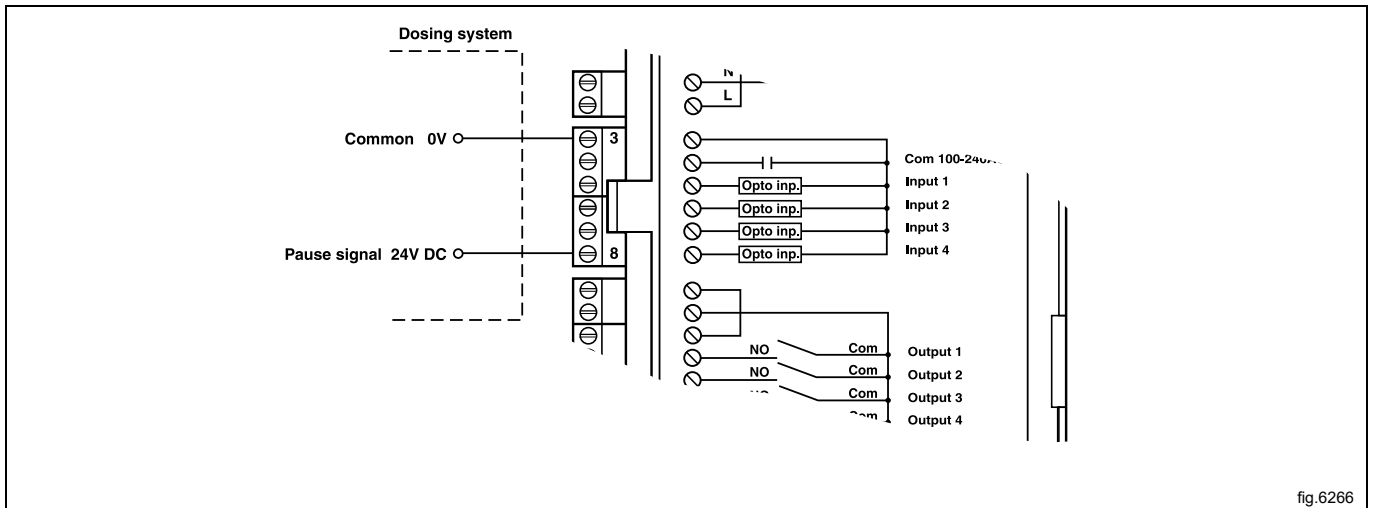 Dosing system
N
L
Common 0V
3
Com
Opto inp.
Input 1
Opto inp.
Input 2
Opto inp.
Input 3
Pause signal 24V DC
8
Opto inp.
Input 4
NO
Com
Output 1
NO
Com
Output 2
Com
Output 3
Output 4
fig.6266